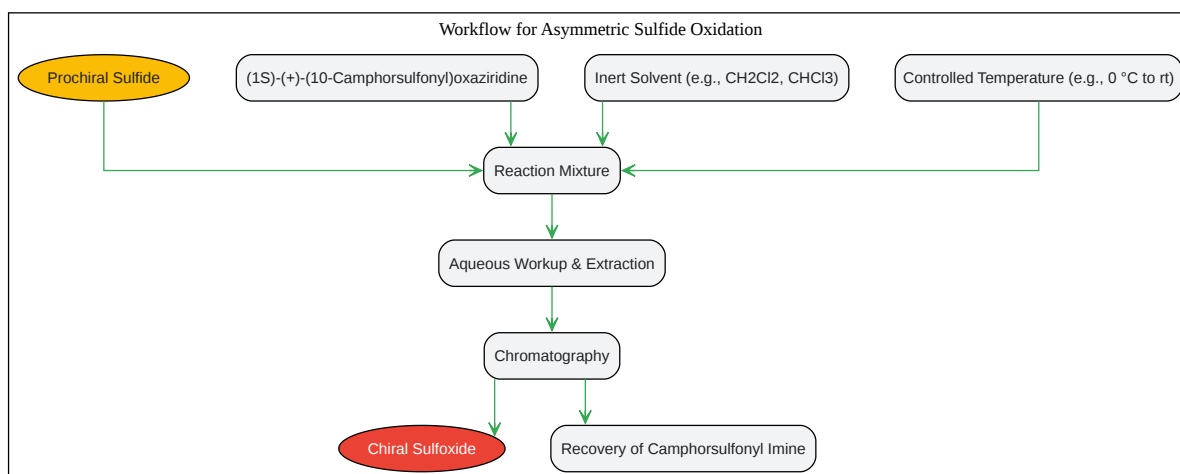 Workflow for Asymmetric Sulfide Oxidation
Prochiral Sulfide
(1S)-(+)-(10-Camphorsulfonyl)oxaziridine
Inert Solvent (e.g., CH2Cl2, CHCl3)
Controlled Temperature (e.g., 0 °C to rt)
Reaction Mixture
Aqueous Workup & Extraction
Chromatography
Chiral Sulfoxide
Recovery of Camphorsulfonyl Imine